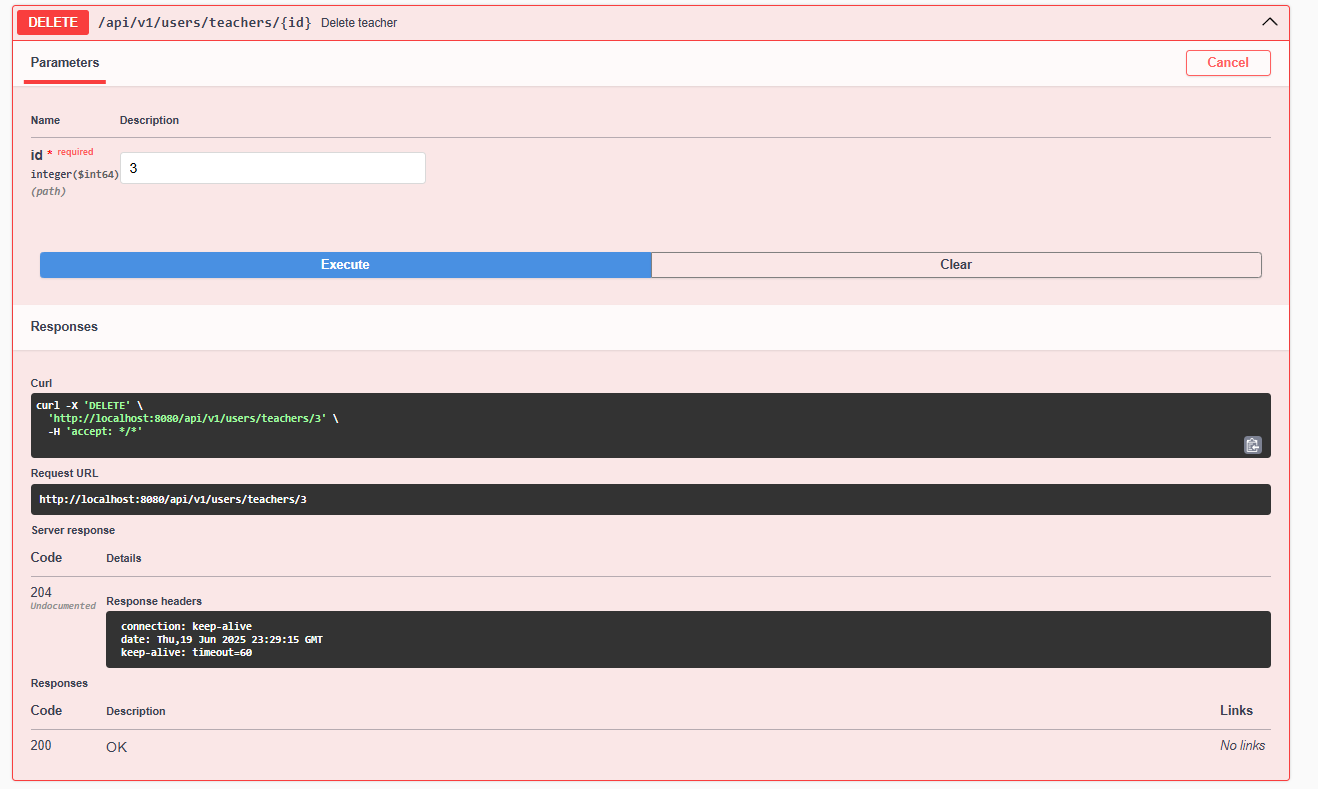 DELETE /api/v1/users/teachers/{id} Delete teacher
Parameters Cancel
Name Description
id * required
integer($int64)
(path)
3
Execute Clear
Responses
Curl
curl -X 'DELETE' \
'http://localhost:8080/api/v1/users/teachers/3' \
-H 'accept: */*'
Request URL
http://localhost:8080/api/v1/users/teachers/3
Server response
Code Details
204
Undocumented
Response headers
connection: keep-alive
date: Thu,19 Jun 2025 23:29:15 GMT
keep-alive: timeout=60
Responses
Code Description Links
200 OK No links